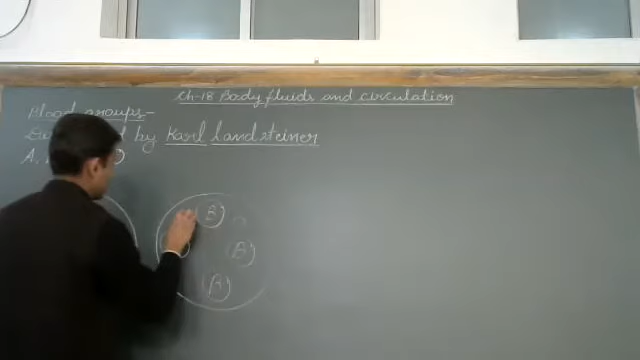 Ch-18 Body fluids and circulation
Blood groups-
by Karl landsteiner
A,
B
B
B